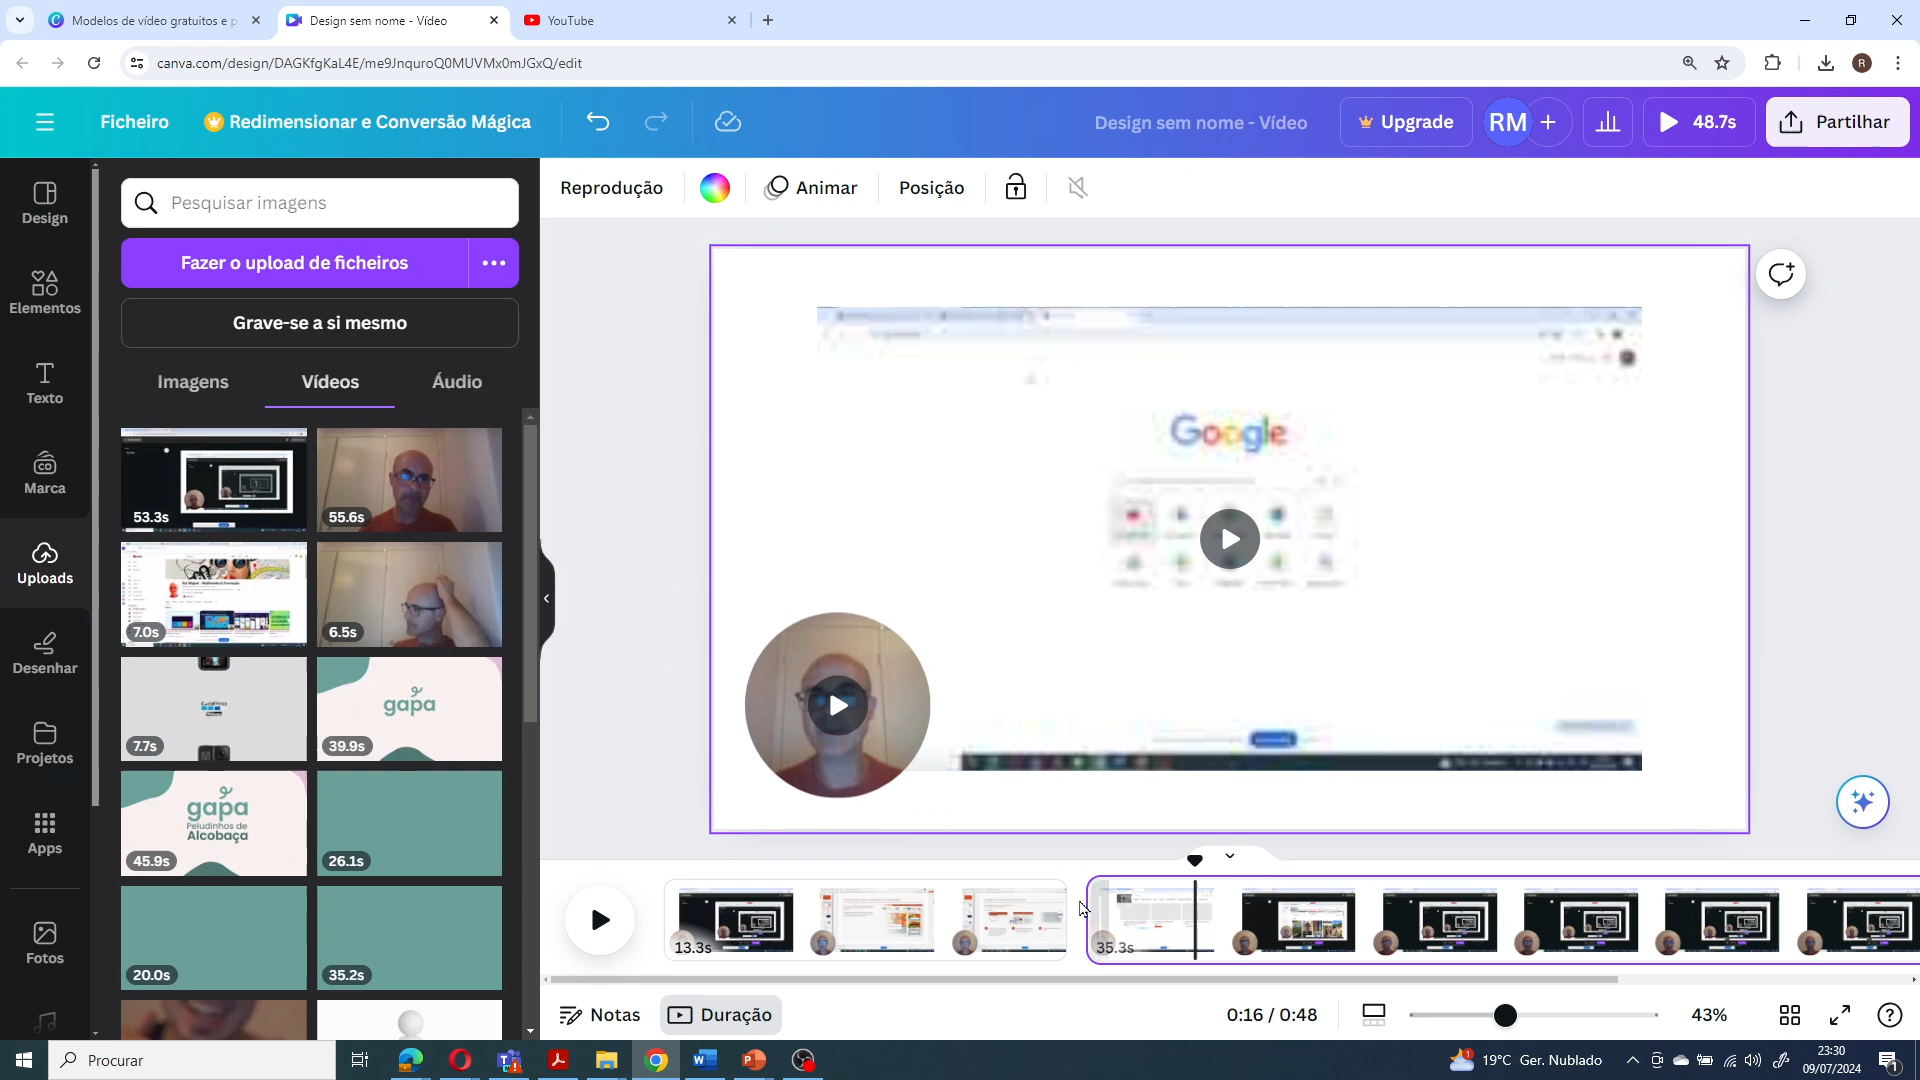 Modelos de vídeo gratuitos e p
Design sem nome - Vídeo
YouTube
canva.com/design/DAGKfgKaL4E/me9JnquroQ0MUVMx0mJGxQ/edit
R
Ficheiro
Redimensionar e Conversão Mágica
Design sem nome - Vídeo
Upgrade
RM
48.7s
Partilhar
Design
Elementos
Texto
Marca
Uploads
Desenhar
Projetos
Apps
Fotos
Pesquisar imagens
Fazer o upload de ficheiros
Grave-se a si mesmo
Imagens
Vídeos
Áudio
53.3s
55.6s
7.0s
6.5s
GoPro
7.7s
gapa
39.9s
gapa
Peludinhos de
Alcobaça
45.9s
26.1s
20.0s
35.2s
Reprodução
Animar
Posição
Google
13.3s
35.3s
Notas
Duração
0:16 / 0:48
43%
Procurar
19°C Ger. Nublado
23:30
09/07/2024
1